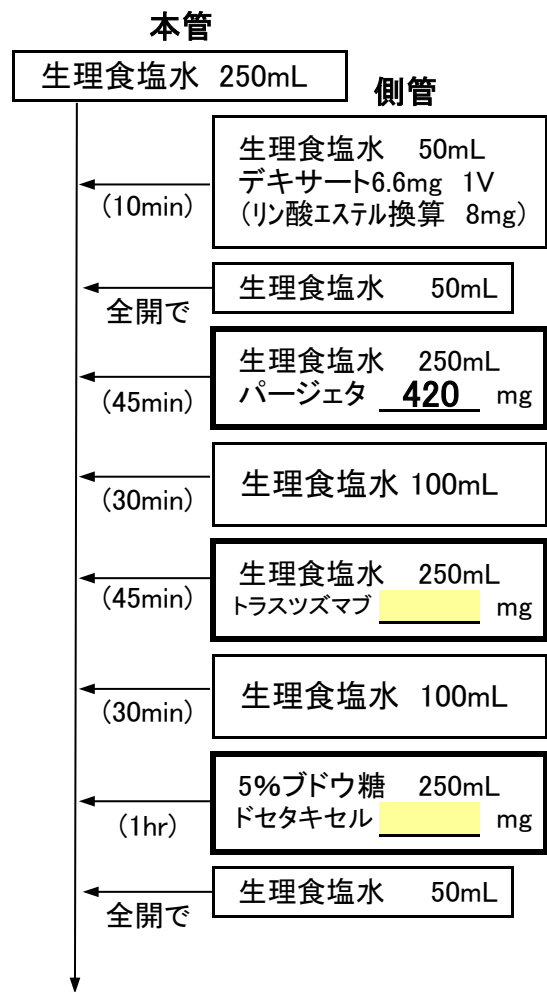 本管
生理食塩水 250mL
側管
生理食塩水 50mL
デキサート6.6mg 1V
(リン酸エステル換算 8mg)
(10min)
生理食塩水 50mL
全開で
生理食塩水 250mL
パージェタ 420 mg
(45min)
生理食塩水 100mL
(30min)
生理食塩水 250mL
トラスツズマブ mg
(45min)
生理食塩水 100mL
(30min)
5%ブドウ糖 250mL
ドセタキセル mg
(1hr)
生理食塩水 50mL
全開で